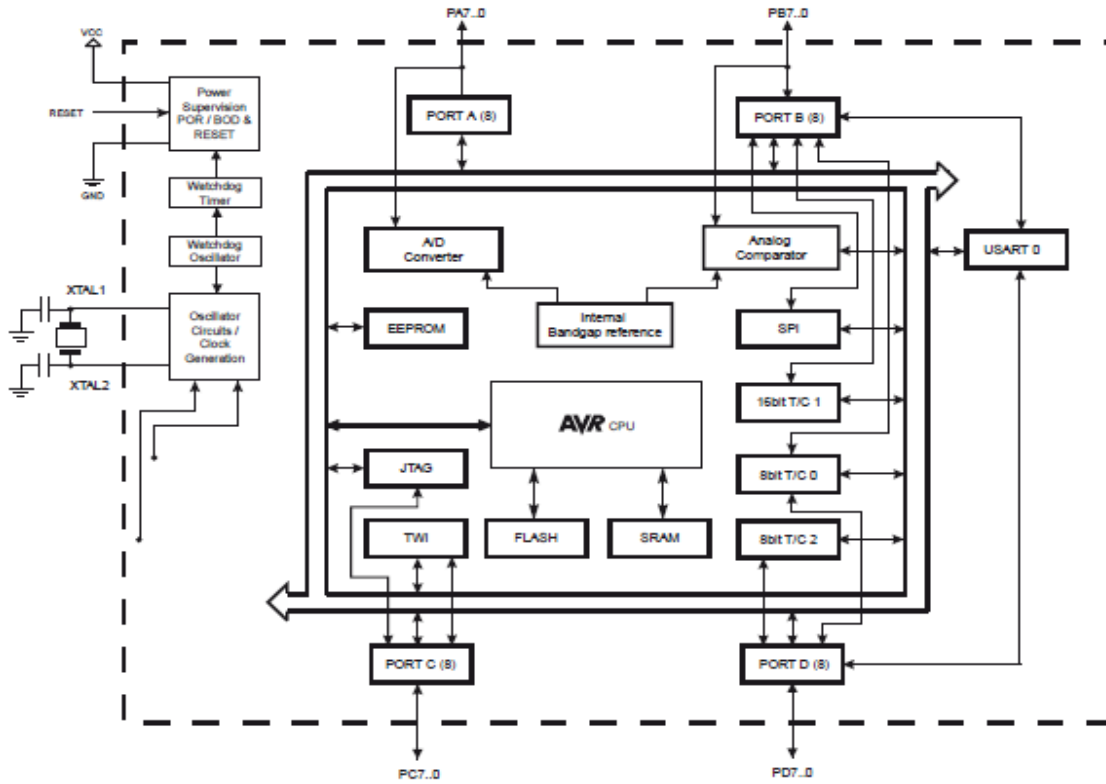 PA7..0
PB7..0
VCC
Power
Supervision
POR / BOD &
RESET
RESET
PORT A (8)
PORT B (8)
GND
Watchdog
Timer
Watchdog
Oscillator
A/D
Converter
Analog
Comparator
USART 0
XTAL1
Oscillator
Circuits /
Clock
Generation
EEPROM
Internal
Bandgap reference
SPI
XTAL2
16bit T/C 1
AVR CPU
JTAG
8bit T/C 0
TWI
FLASH
SRAM
8bit T/C 2
PORT C (8)
PORT D (8)
PC7..0
PD7..0